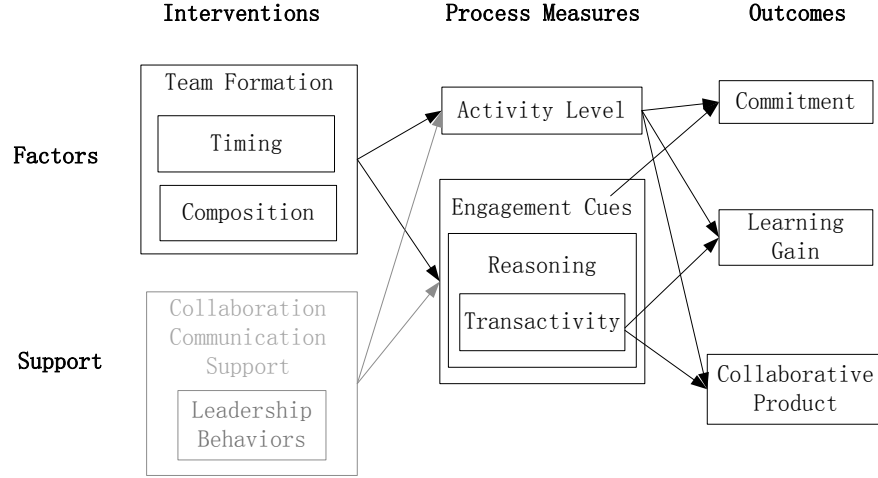 Interventions
Process Measures
Outcomes
Factors
Team Formation
Timing
Composition
Support
Collaboration
Communication
Support
Leadership
Behaviors
Activity Level
Engagement Cues
Reasoning
Transactivity
Commitment
Learning
Gain
Collaborative
Product